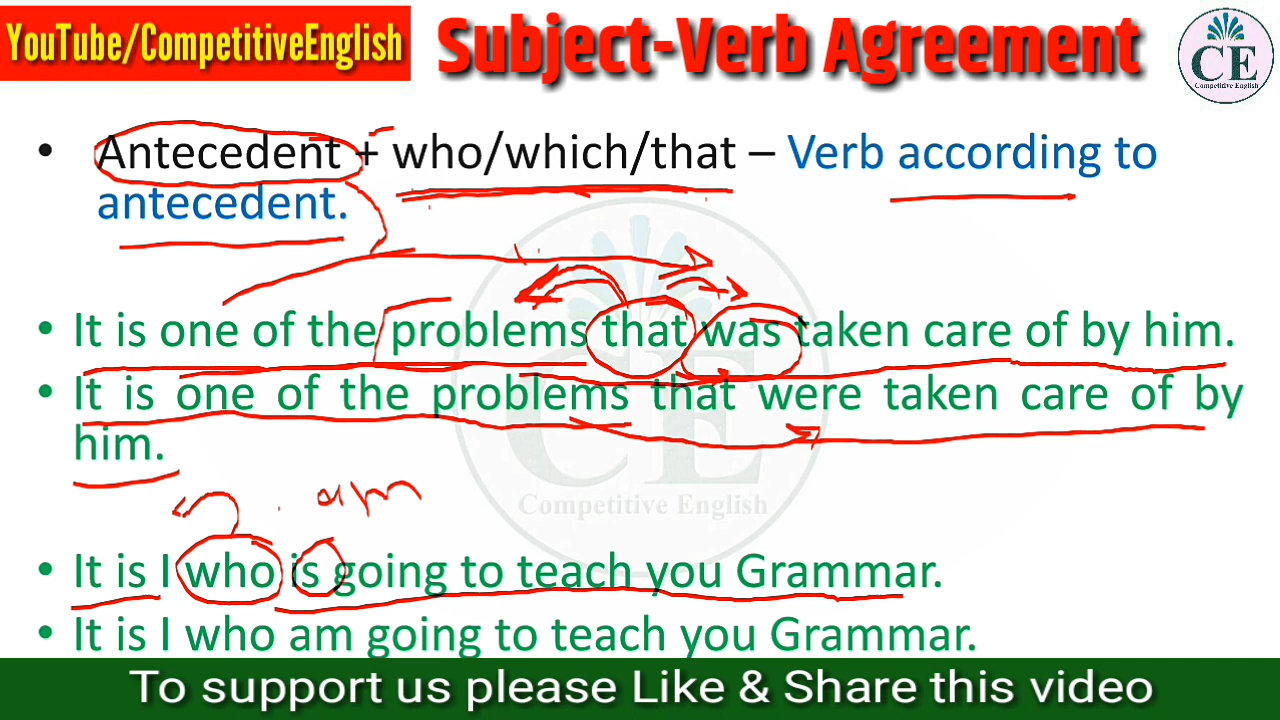 YouTube/CompetitiveEnglish
Subject-Verb Agreement
CE
Competitive English
• Antecedent + who/which/that – Verb according to
antecedent.
• It is one of the problems that was taken care of by him.
• It is one of the problems that were taken care of by
him.
CE
Competitive English
am
• It is I who is going to teach you Grammar.
• It is I who am going to teach you Grammar.
To support us please Like & Share this video